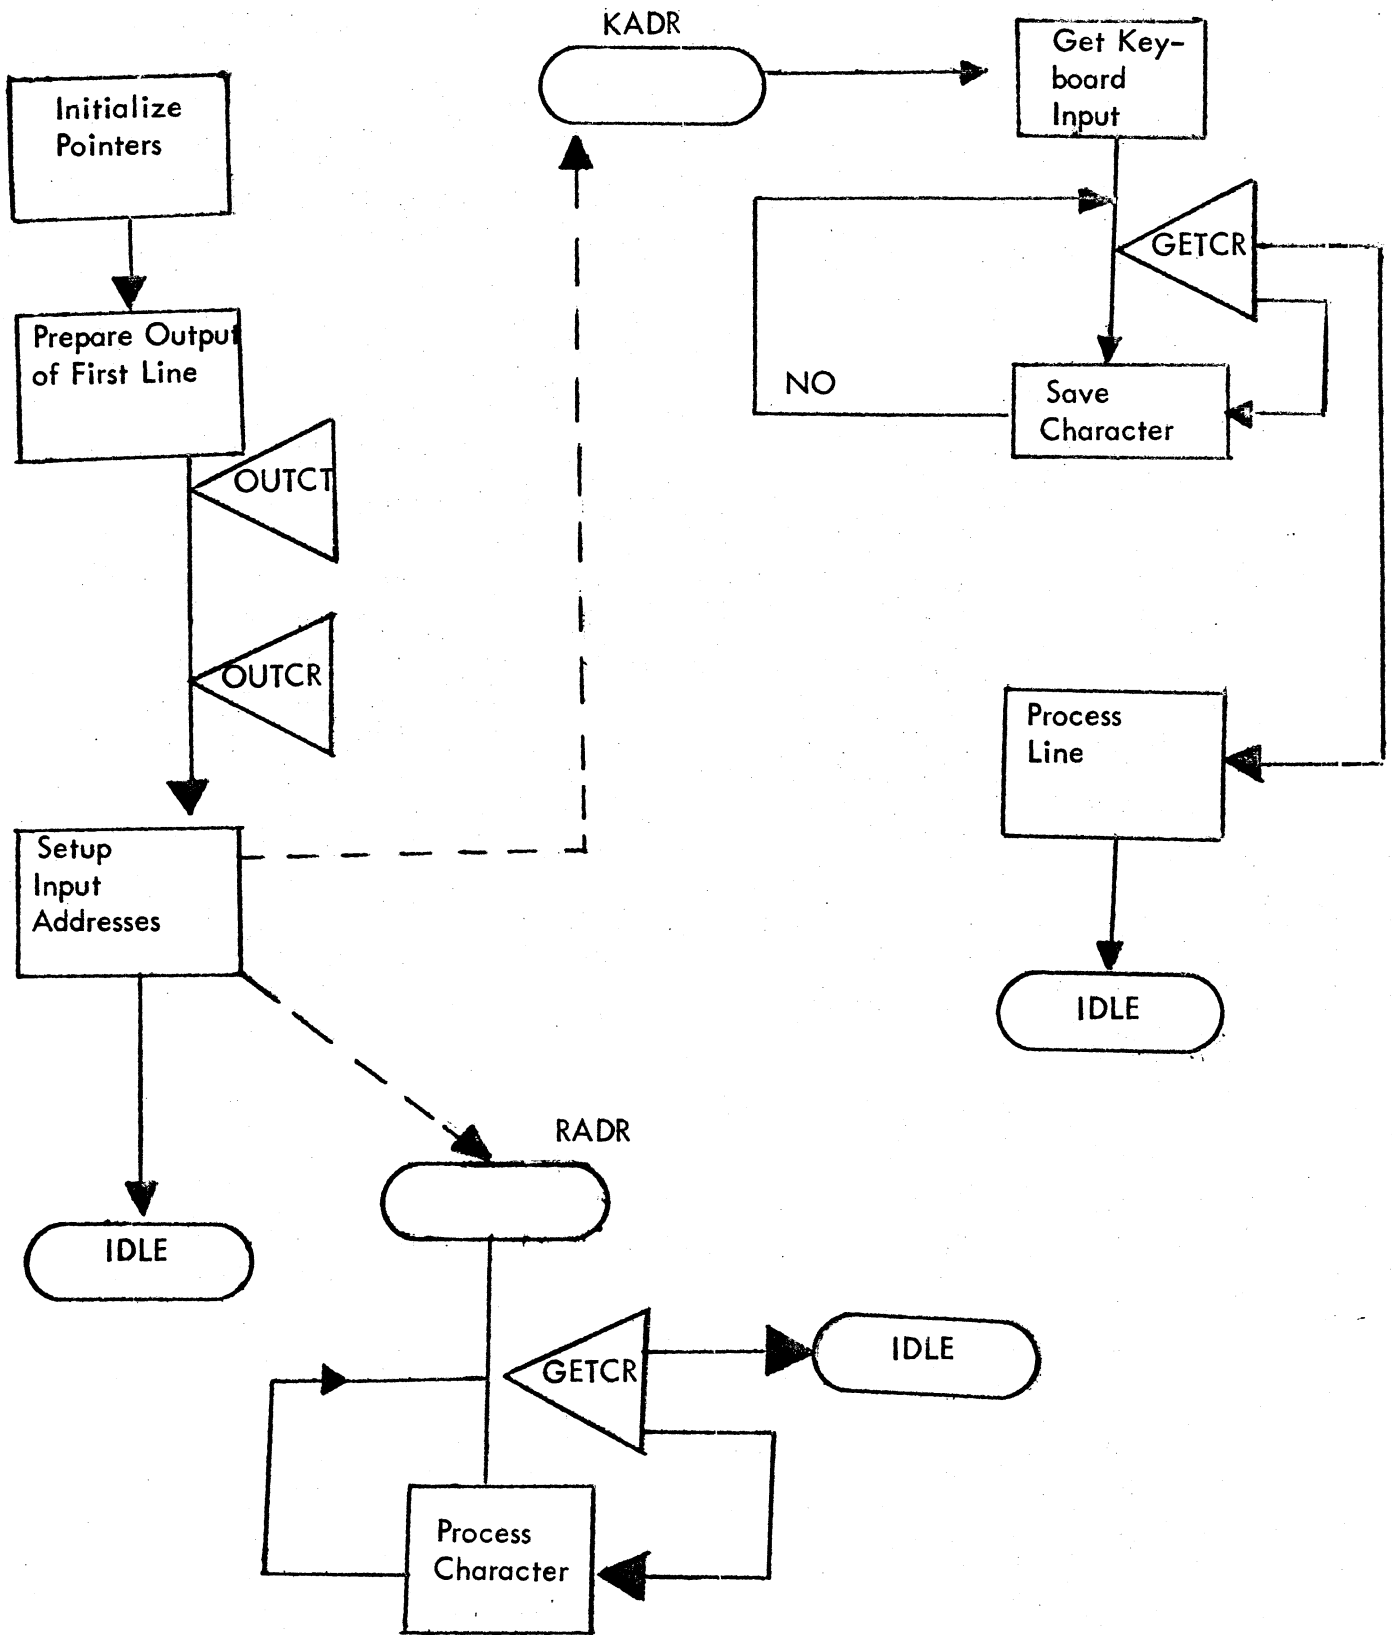 Initialize
Pointers
Prepare Output
of First Line
OUTCT
OUTCR
Setup
Input
Addresses
IDLE
KADR
Get Key-
board
Input
GETCR
NO
Save
Character
Process
Line
IDLE
RADR
GETCR
IDLE
Process
Character